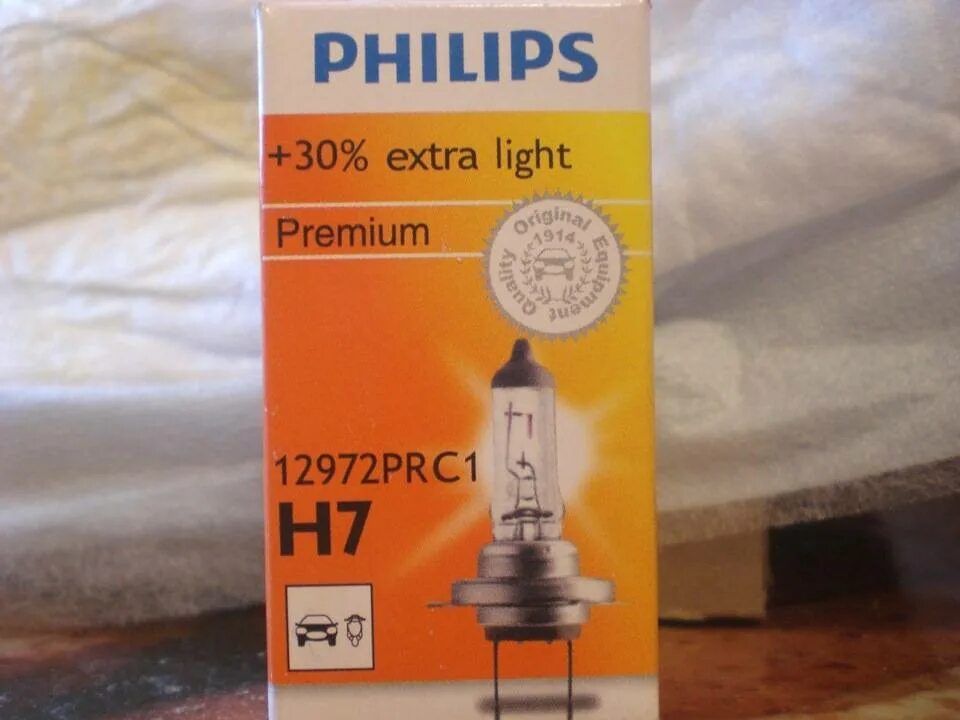 PHILIPS
+30% extra light
Premium
Quality Original Equipment
1914
12972PRC1
H7